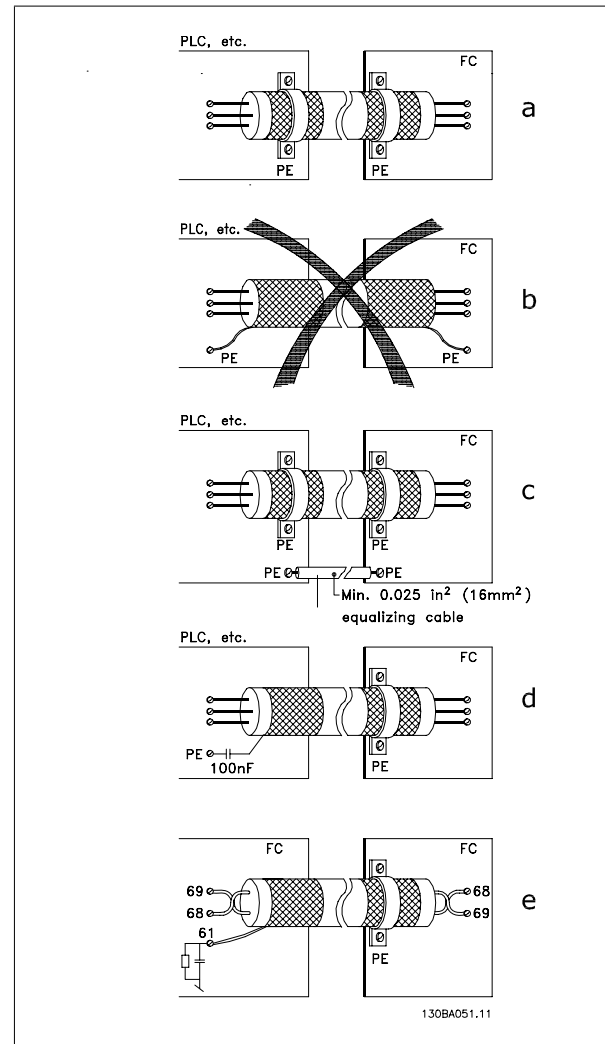 PLC, etc.
FC
PE
PE
a
PLC, etc.
FC
PE
PE
b
PLC, etc.
FC
PE
PE
PE
PE
Min. 0.025 in² (16mm²)
equalizing cable
c
PLC, etc.
FC
PE
100nF
PE
d
FC
FC
69
68
61
68
69
PE
e
130BA051.11